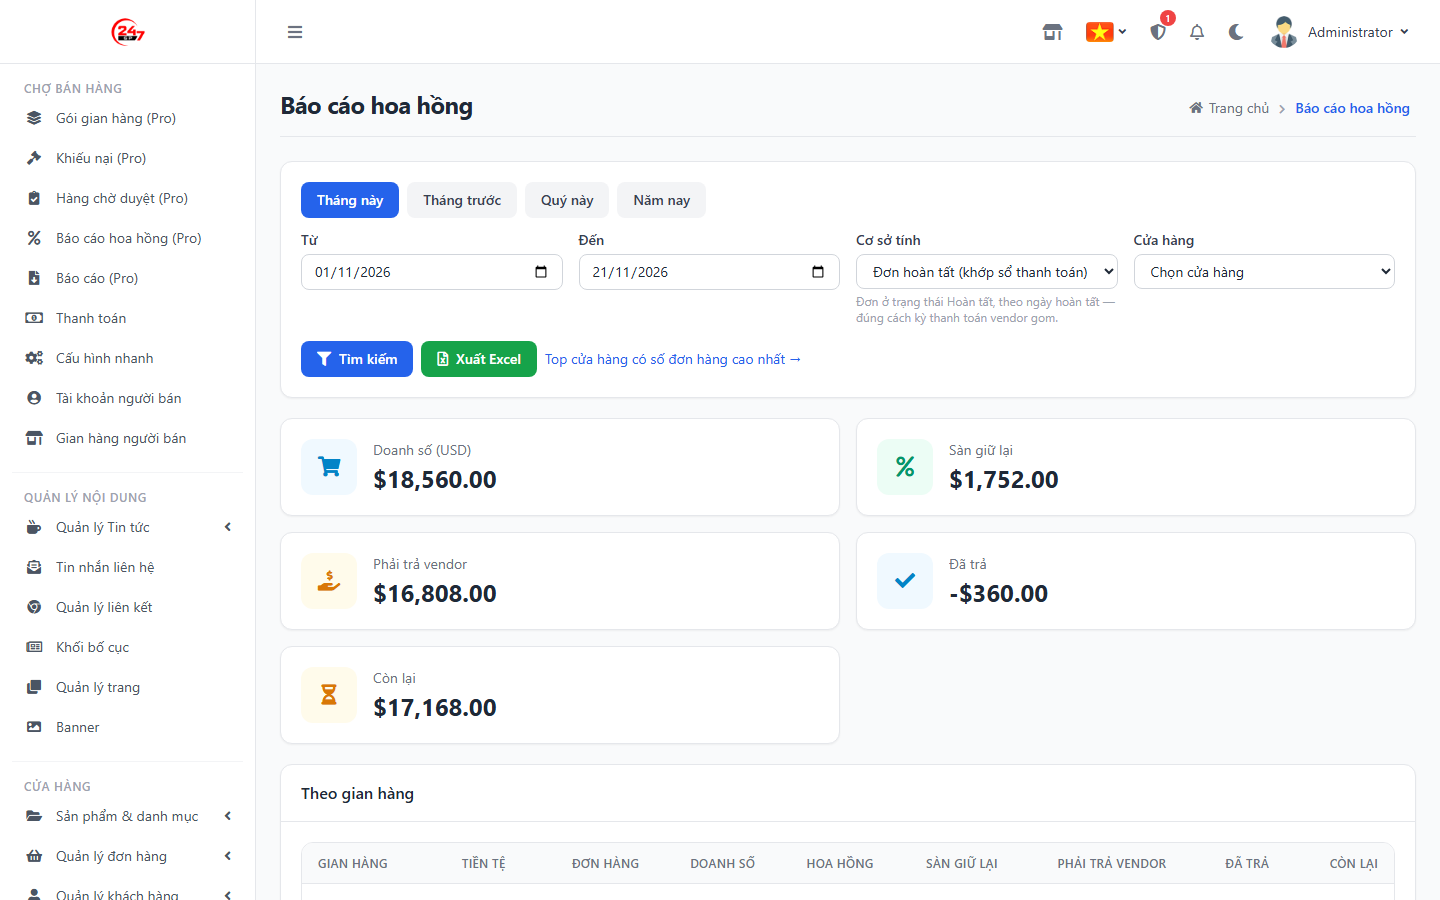 247
GP
1
Administrator
CHỢ BÁN HÀNG
Gói gian hàng (Pro)
Khiếu nại (Pro)
Hàng chờ duyệt (Pro)
Báo cáo hoa hồng (Pro)
Báo cáo (Pro)
Thanh toán
Cấu hình nhanh
Tài khoản người bán
Gian hàng người bán
QUẢN LÝ NỘI DUNG
Quản lý Tin tức
Tin nhắn liên hệ
Quản lý liên kết
Khối bố cục
Quản lý trang
Banner
CỬA HÀNG
Sản phẩm & danh mục
Quản lý đơn hàng
Quản lý khách hàng
Báo cáo hoa hồng
Trang chủ > Báo cáo hoa hồng
Tháng này
Tháng trước
Quý này
Năm nay
Từ
Đến
Cơ sở tính
Cửa hàng
01/11/2026
21/11/2026
Đơn hoàn tất (khớp sổ thanh toán)
Chọn cửa hàng
Đơn ở trạng thái Hoàn tất, theo ngày hoàn tất —
đúng cách kỳ thanh toán vendor gom.
Tìm kiếm
Xuất Excel
Top cửa hàng có số đơn hàng cao nhất →
Doanh số (USD)
$18,560.00
Sàn giữ lại
$1,752.00
Phải trả vendor
$16,808.00
Đã trả
-$360.00
Còn lại
$17,168.00
Theo gian hàng
GIAN HÀNG
TIỀN TỆ
ĐƠN HÀNG
DOANH SỐ
HOA HỒNG
SÀN GIỮ LẠI
PHẢI TRẢ VENDOR
ĐÃ TRẢ
CÒN LẠI